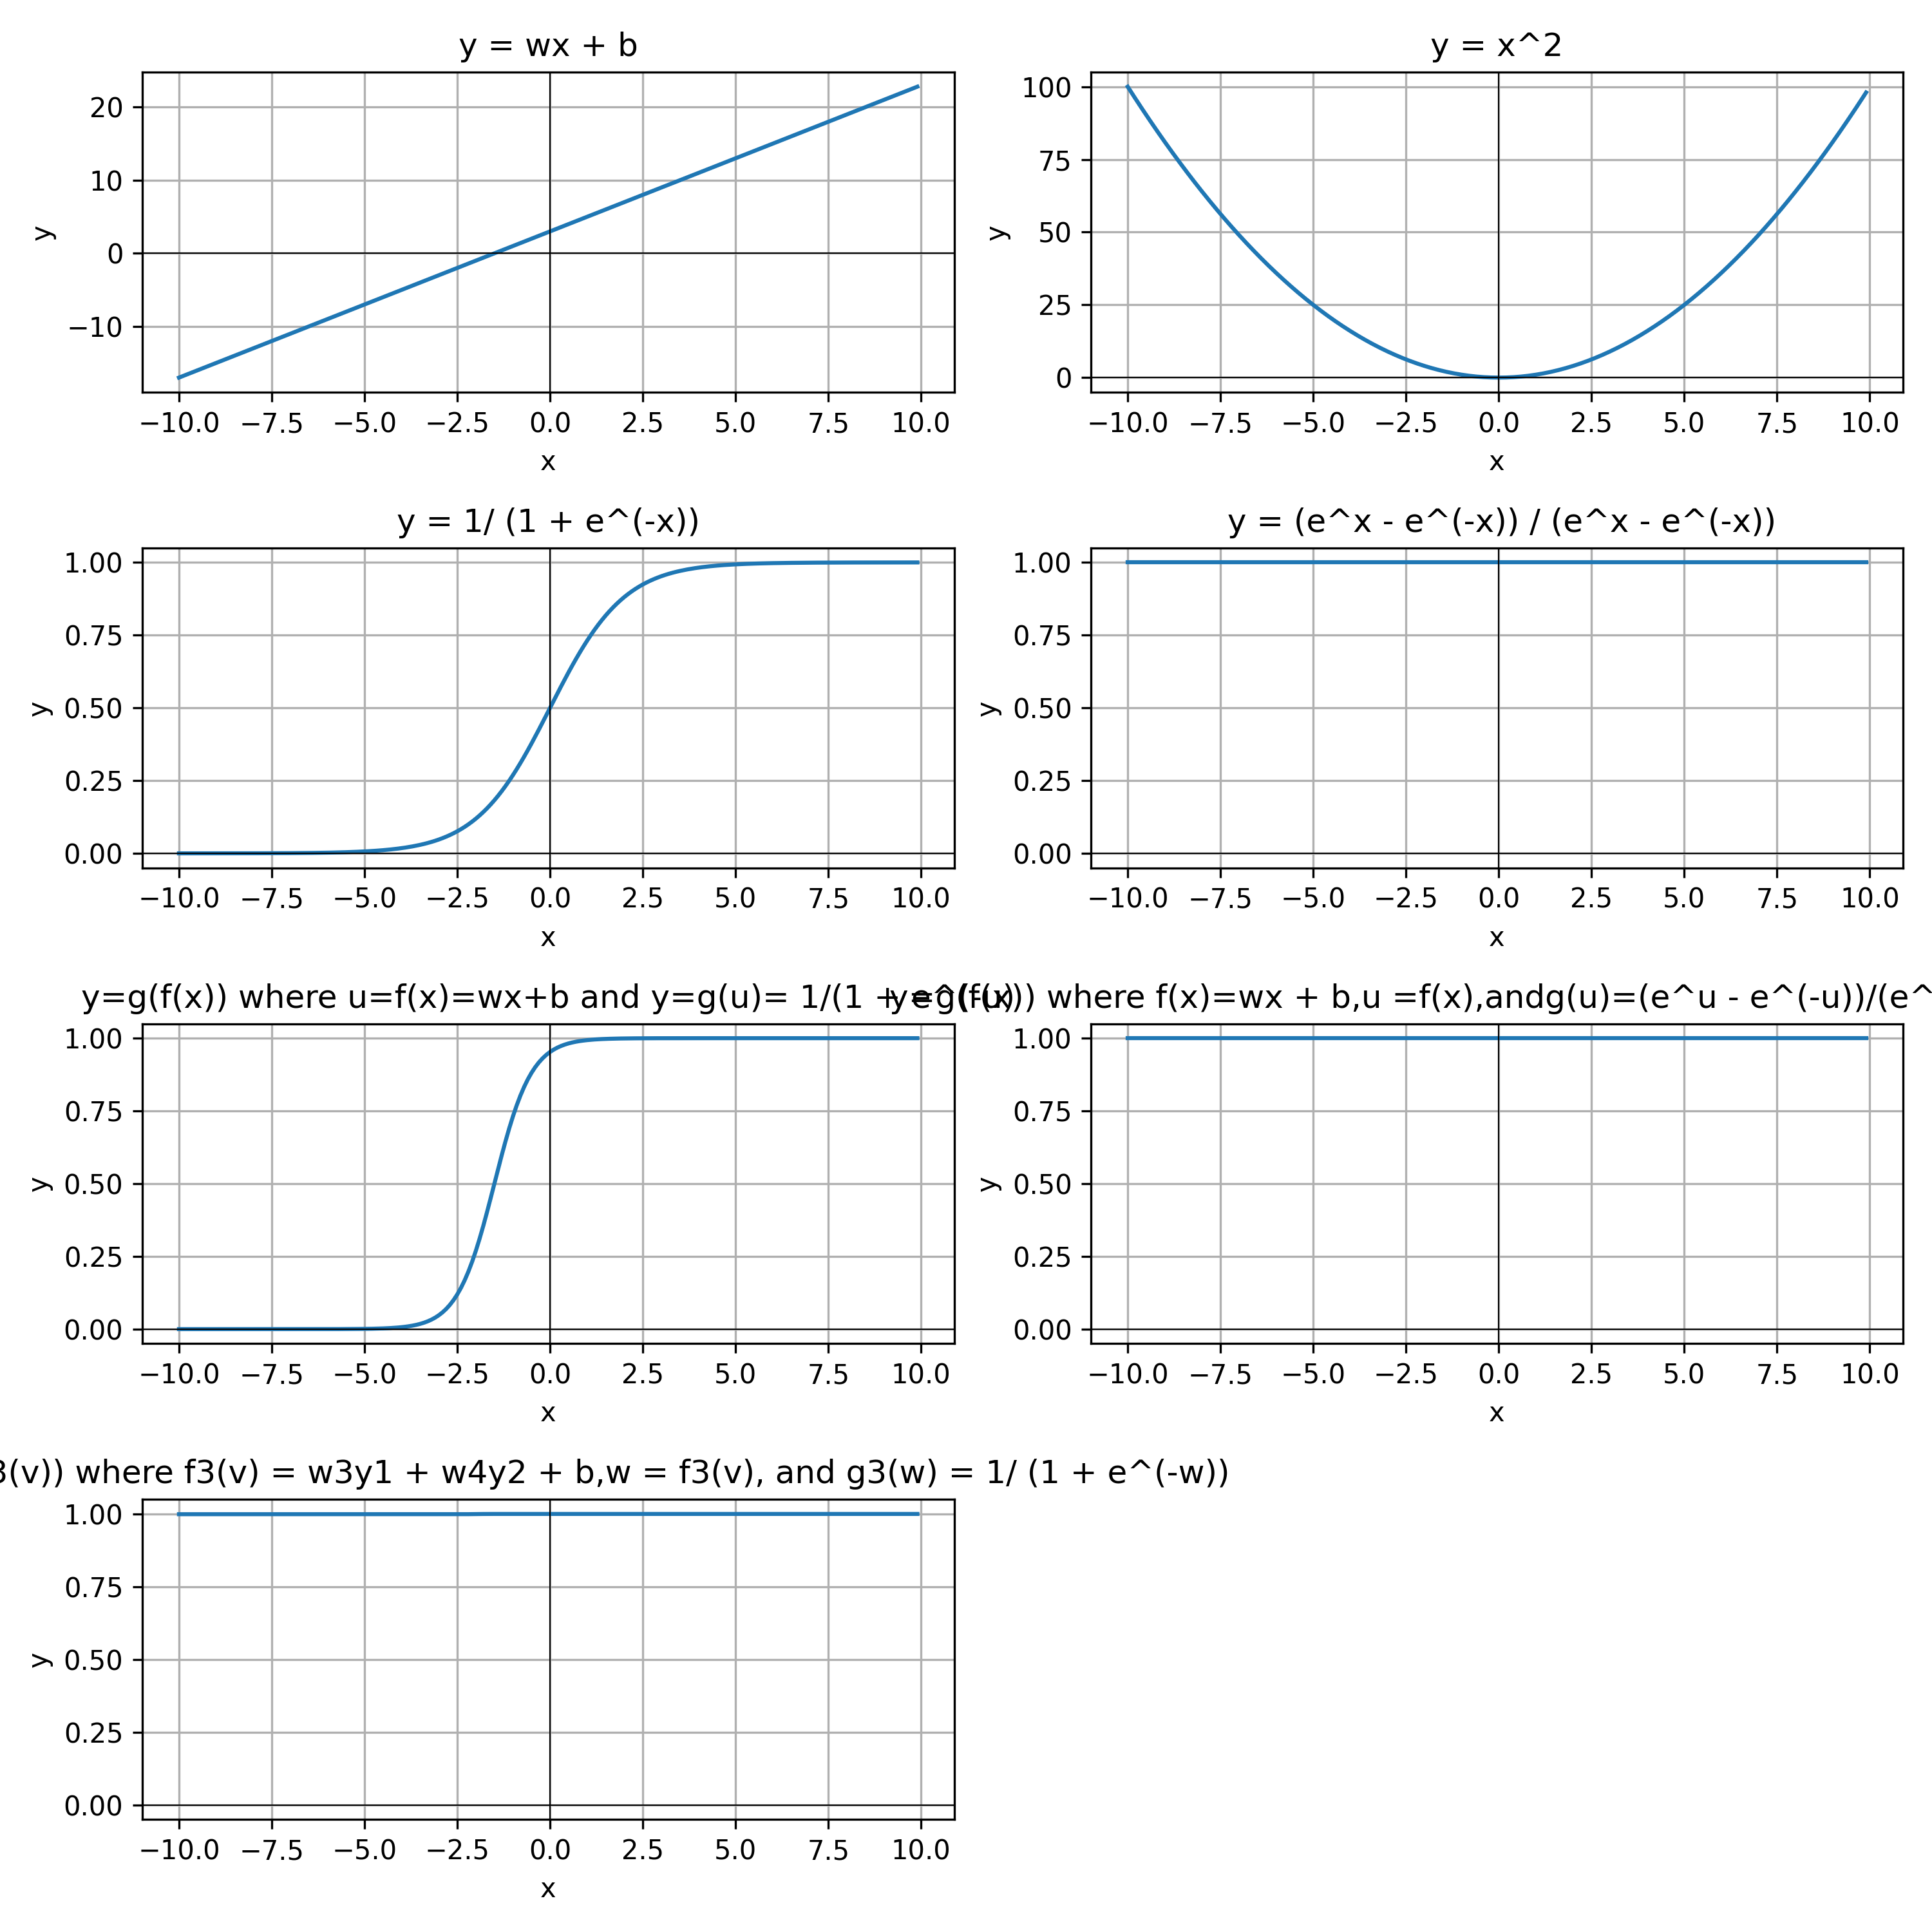 y = wx + b
y
20
10
0
−10
−10.0 −7.5 −5.0 −2.5 0.0 2.5 5.0 7.5 10.0
x
y = x^2
y
100
75
50
25
0
−10.0 −7.5 −5.0 −2.5 0.0 2.5 5.0 7.5 10.0
x
y = 1/ (1 + e^(-x))
y
1.00
0.75
0.50
0.25
0.00
−10.0 −7.5 −5.0 −2.5 0.0 2.5 5.0 7.5 10.0
x
y = (e^x - e^(-x)) / (e^x - e^(-x))
y
1.00
0.75
0.50
0.25
0.00
−10.0 −7.5 −5.0 −2.5 0.0 2.5 5.0 7.5 10.0
x
y=g(f(x)) where u=f(x)=wx+b and y=g(u)= 1/(1 + e^(-u))
y
1.00
0.75
0.50
0.25
0.00
−10.0 −7.5 −5.0 −2.5 0.0 2.5 5.0 7.5 10.0
x
y=g(f(x)) where f(x)=wx + b,u =f(x),andg(u)=(e^u - e^(-u))/(e^
y
1.00
0.75
0.50
0.25
0.00
−10.0 −7.5 −5.0 −2.5 0.0 2.5 5.0 7.5 10.0
x
3(v)) where f3(v) = w3y1 + w4y2 + b,w = f3(v), and g3(w) = 1/ (1 + e^(-w))
y
1.00
0.75
0.50
0.25
0.00
−10.0 −7.5 −5.0 −2.5 0.0 2.5 5.0 7.5 10.0
x